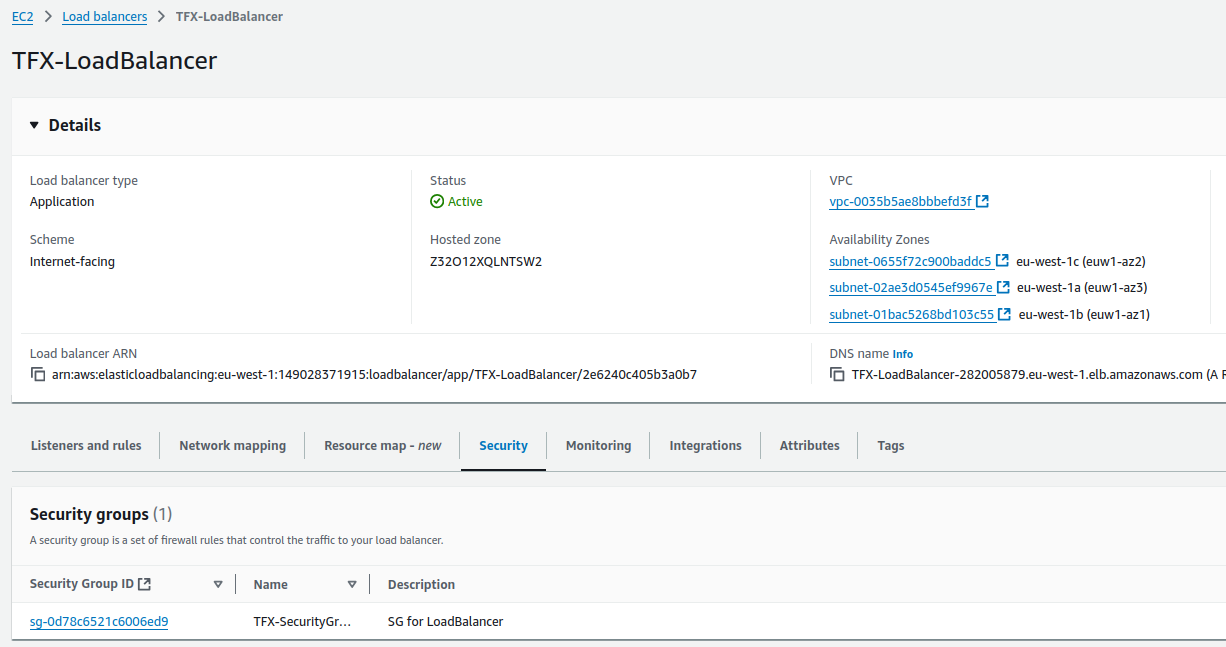 EC2 > Load balancers > TFX-LoadBalancer
TFX-LoadBalancer
Details
Load balancer type
Application
Status
Active
VPC
vpc-0035b5ae8bbbefd3f
Scheme
Internet-facing
Hosted zone
Z32O12XQLNTSW2
Availability Zones
subnet-0655f72c900baddc5 eu-west-1c (euw1-az2)
subnet-02ae3d0545ef9967e eu-west-1a (euw1-az3)
subnet-01bac5268bd103c55 eu-west-1b (euw1-az1)
Load balancer ARN
arn:aws:elasticloadbalancing:eu-west-1:149028371915:loadbalancer/app/TFX-LoadBalancer/2e6240c405b3a0b7
DNS name Info
TFX-LoadBalancer-282005879.eu-west-1.elb.amazonaws.com (A R
Listeners and rules Network mapping Resource map - new Security Monitoring Integrations Attributes Tags
Security groups (1)
A security group is a set of firewall rules that control the traffic to your load balancer.
Security Group ID Name Description
sg-0d78c6521c6006ed9 TFX-SecurityGr... SG for LoadBalancer